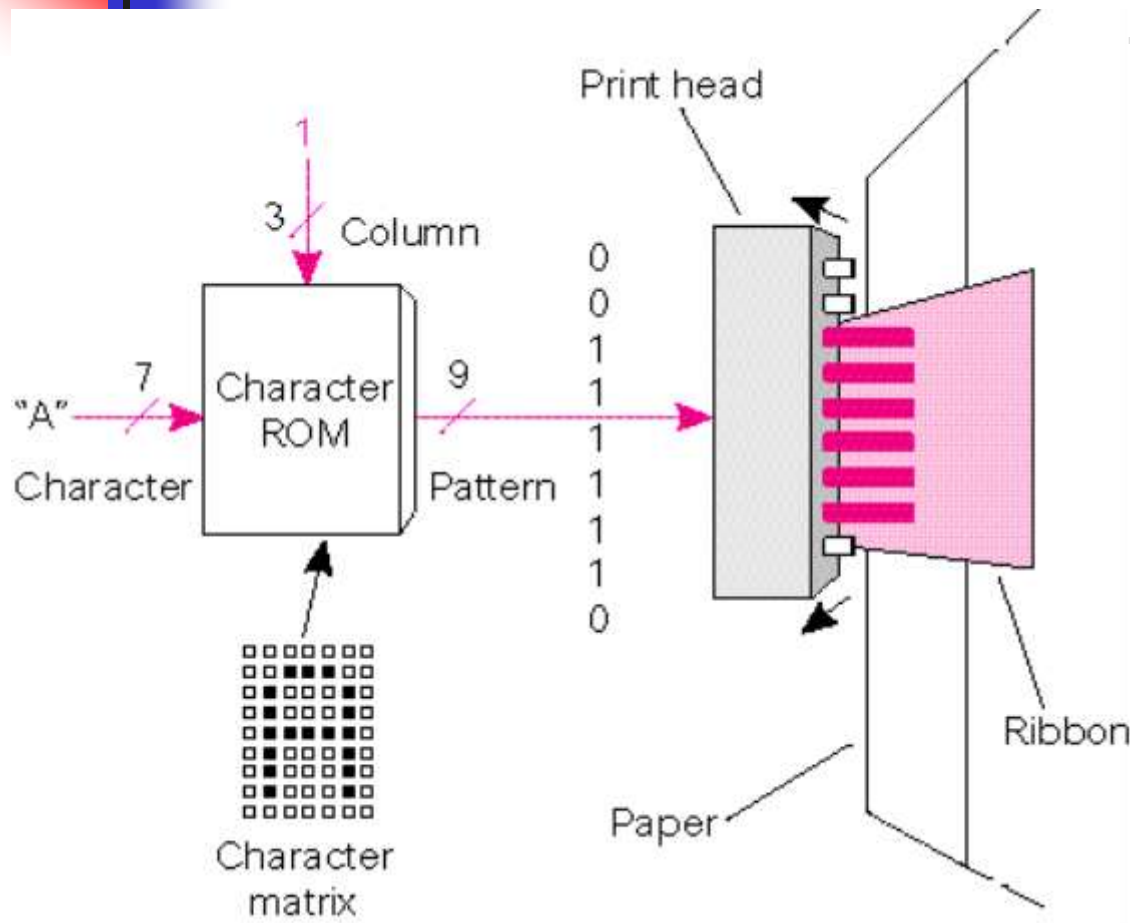 Print head
1
3
Column
7
"A"
Character
Character
ROM
9
Pattern
0
0
1
1
1
1
1
1
0
Character
matrix
Ribbon
Paper